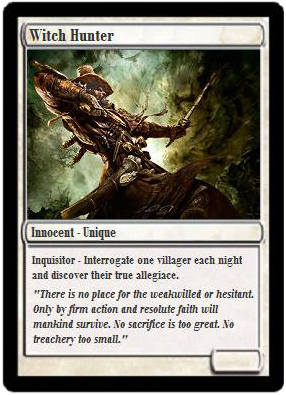 Witch Hunter
Innocent - Unique
Inquisitor - Interrogate one villager each night
and discover their true allegiace.
"There is no place for the weakwilled or hesitant.
Only by firm action and resolute faith will
mankind survive. No sacrifice is too great. No
treachery too small."